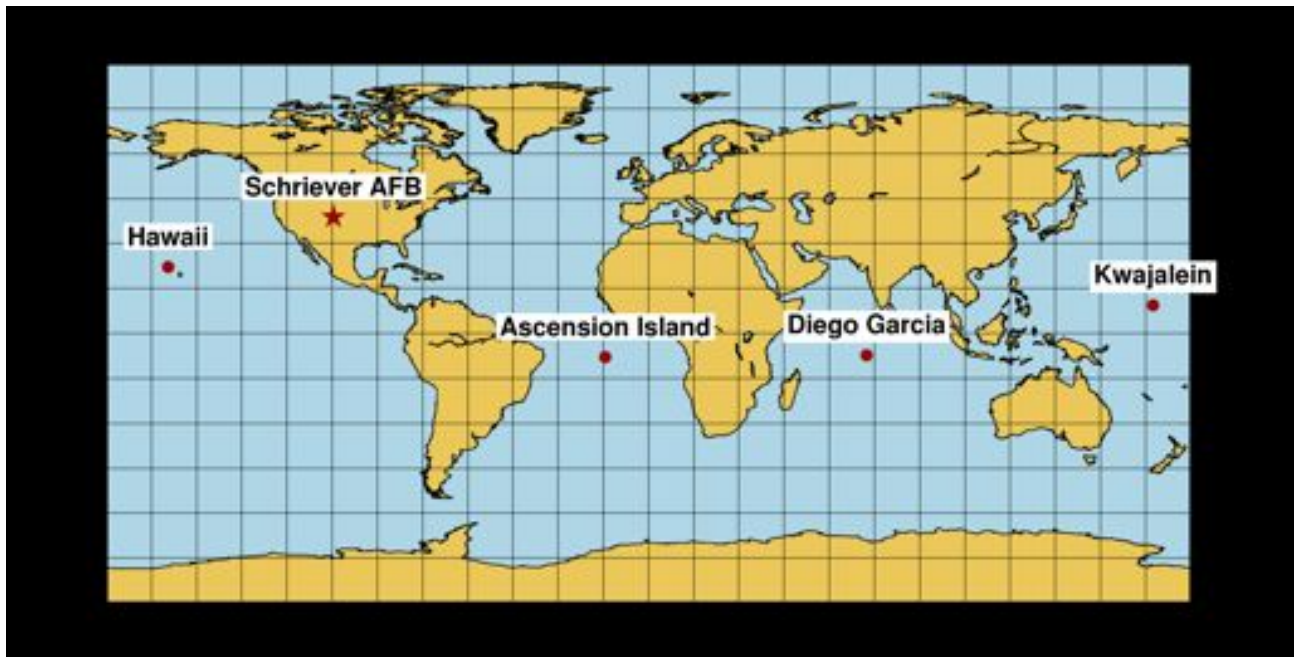 Schriever AFB
Hawaii
Kwajalein
Ascension Island
Diego Garcia